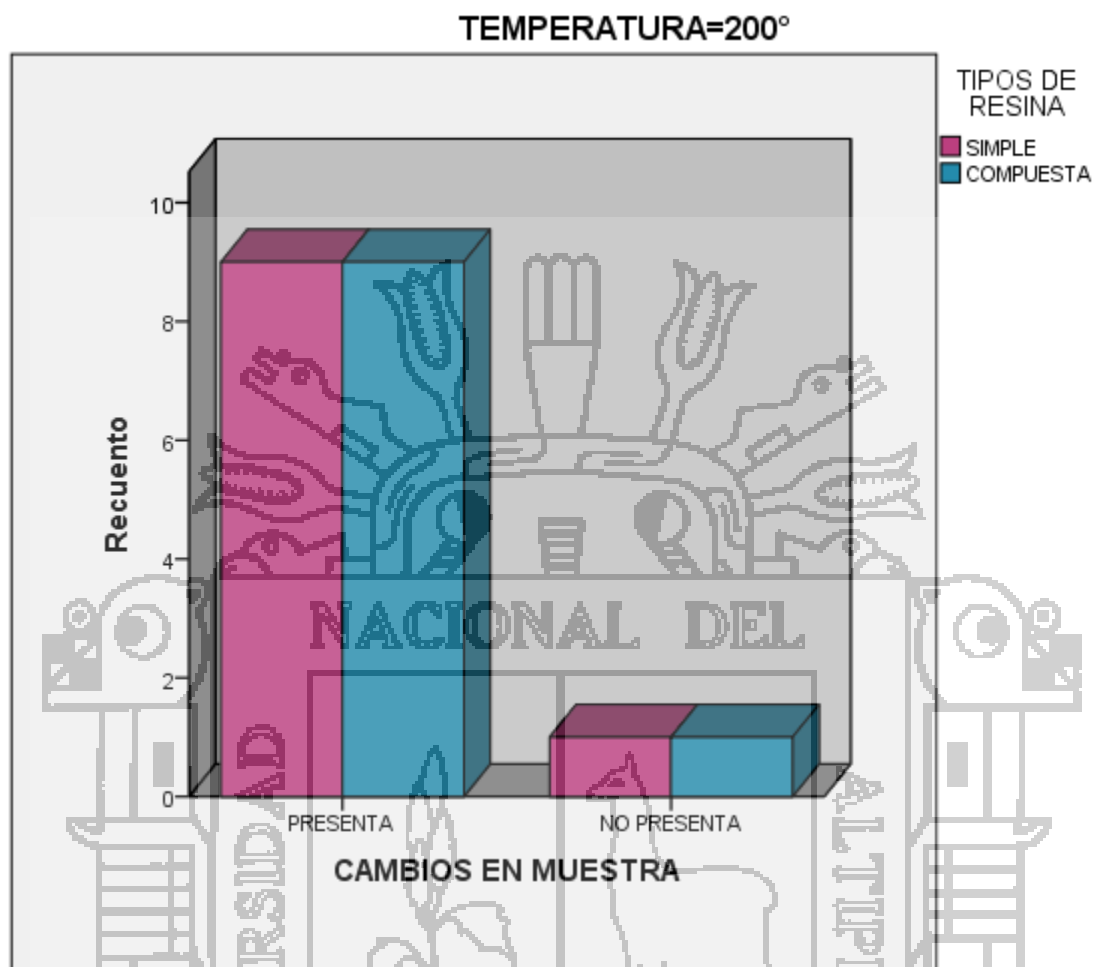 TEMPERATURA=200°
TIPOS DE
RESINA
SIMPLE
COMPUESTA
10
8
6
4
2
0
Recuento
PRESENTA
NO PRESENTA
CAMBIOS EN MUESTRA
NACIONAL DEL